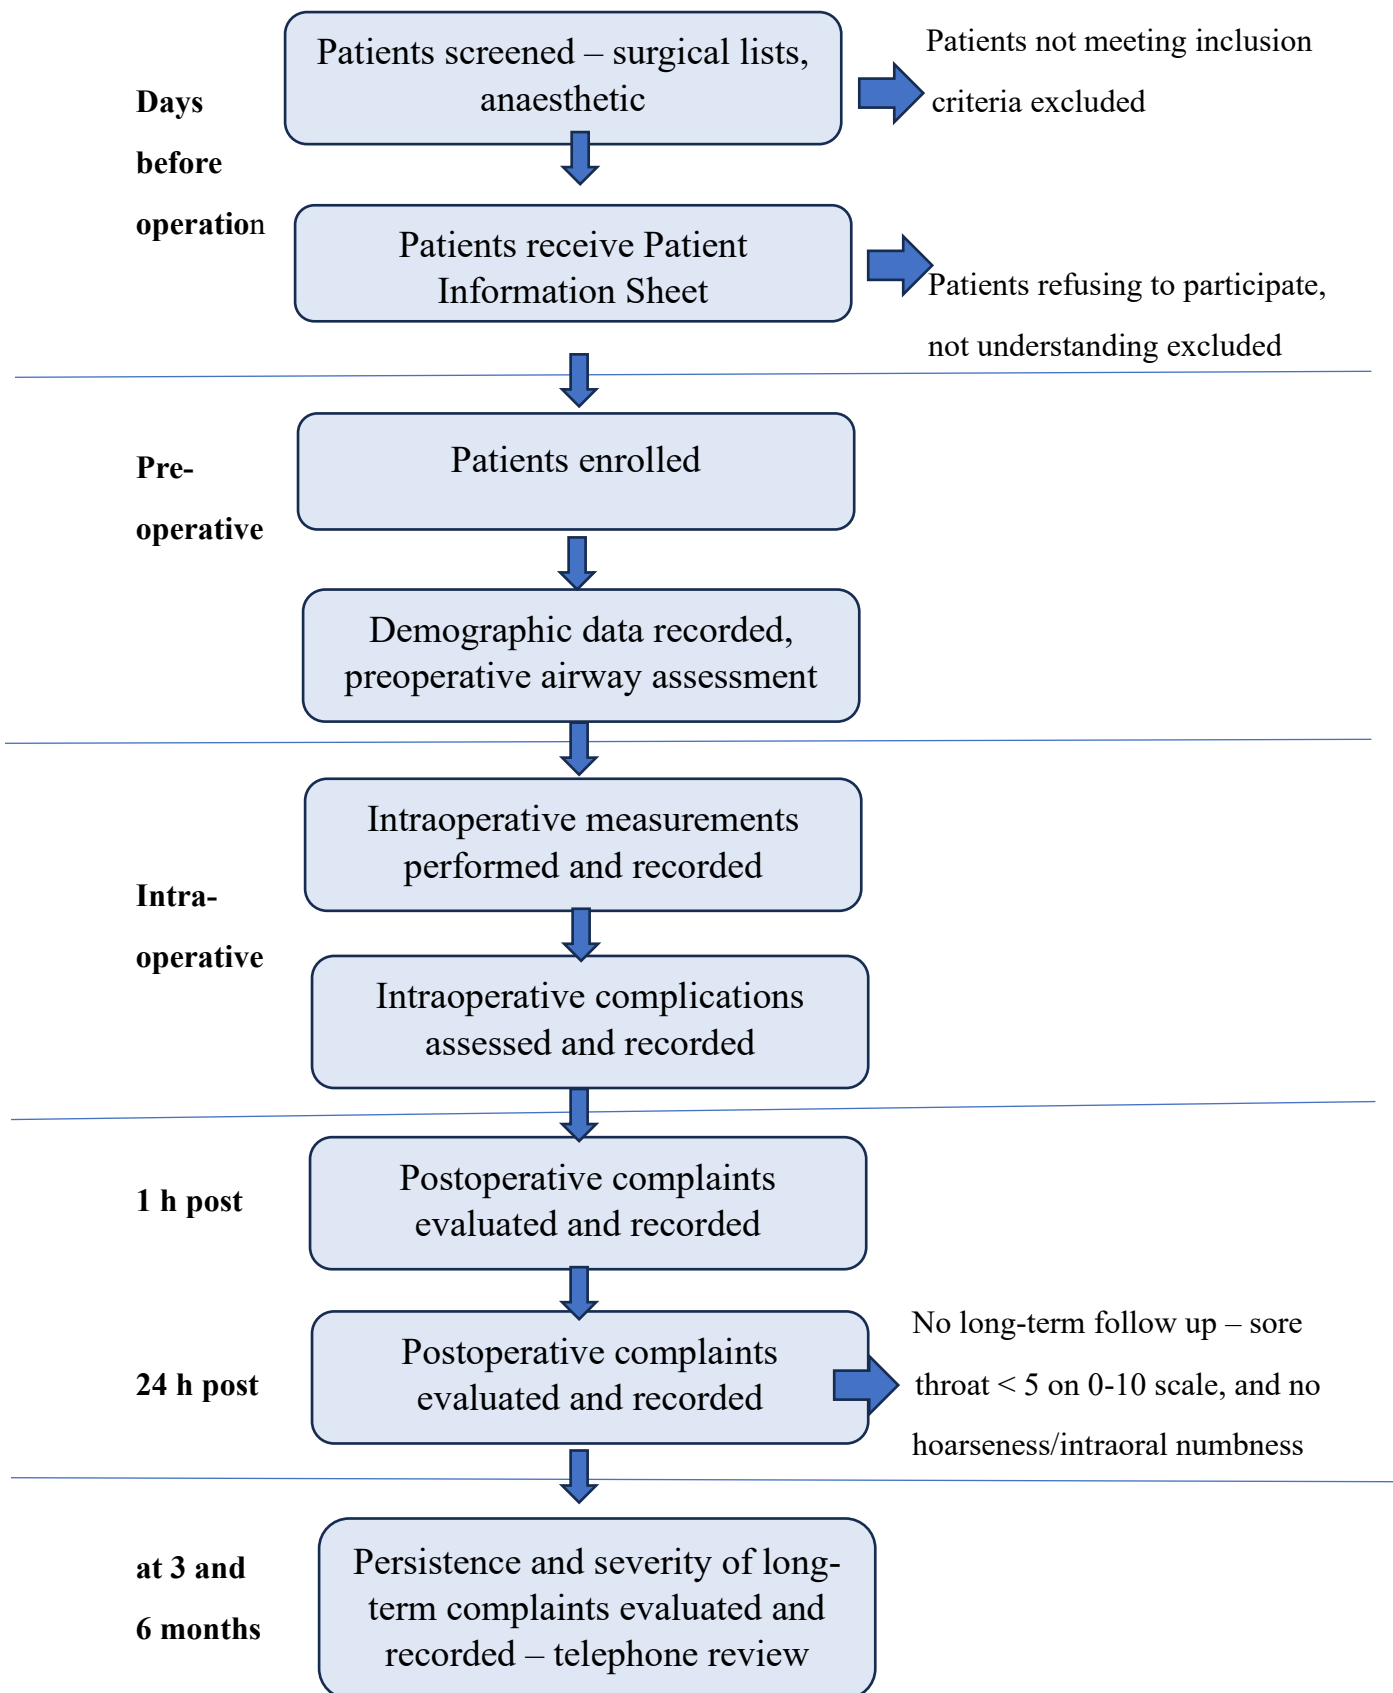 Patients screened – surgical lists,
anaesthetic
Patients not meeting inclusion
criteria excluded
Days
before
operation
Patients receive Patient
Information Sheet
Patients refusing to participate,
not understanding excluded
Pre-
operative
Patients enrolled
Demographic data recorded,
preoperative airway assessment
Intra-
operative
Intraoperative measurements
performed and recorded
Intraoperative complications
assessed and recorded
1 h post
Postoperative complaints
evaluated and recorded
24 h post
Postoperative complaints
evaluated and recorded
No long-term follow up – sore
throat < 5 on 0-10 scale, and no
hoarseness/intraoral numbness
at 3 and
6 months
Persistence and severity of long-
term complaints evaluated and
recorded – telephone review